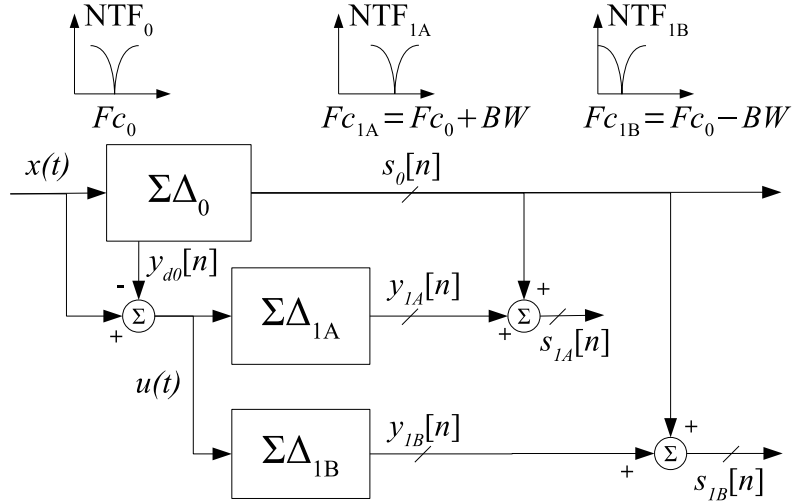 NTF₀ NTF₁A NTF₁B
Fc₀ Fc₁A=Fc₀+BW Fc₁B=Fc₀−BW
x(t) s₀[n]
ΣΔ₀
- y_d0[n]
Σ + ΣΔ₁A y₁A[n] + Σ + s₁A[n]
u(t)
ΣΔ₁B y₁B[n] + Σ + s₁B[n]